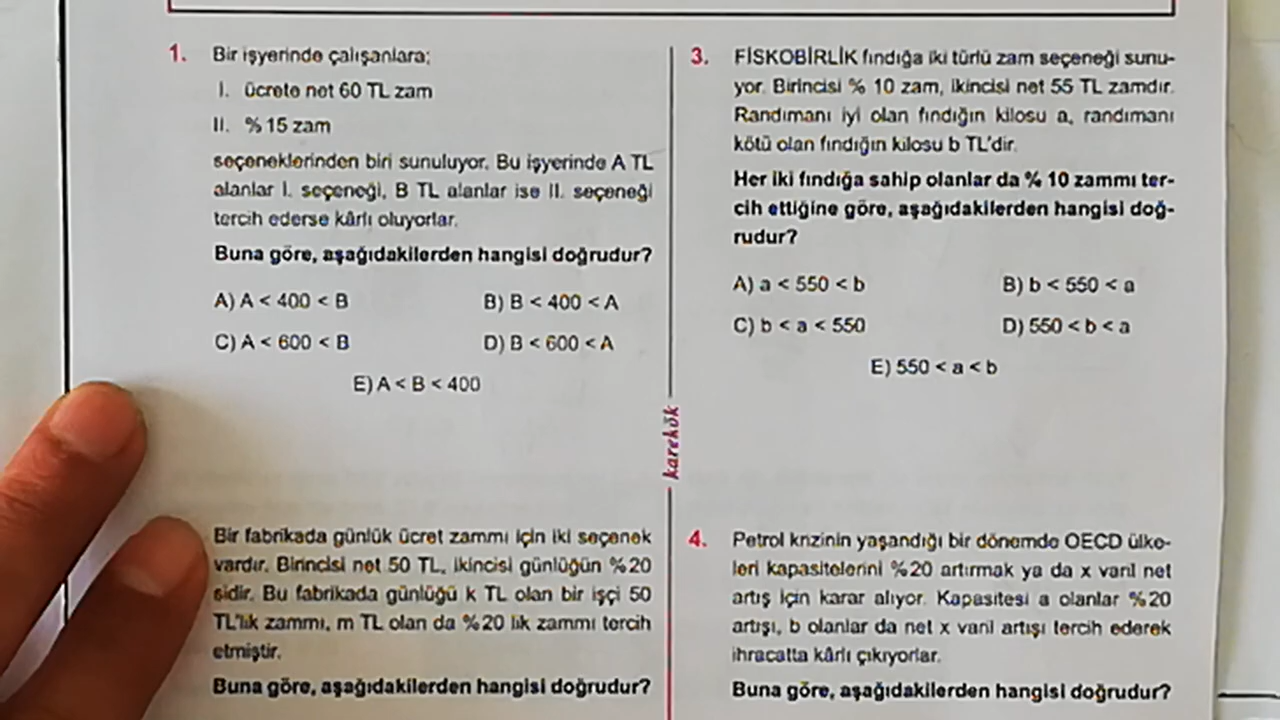 1. Bir işyerinde çalışanlara;
I. ücrete net 60 TL zam
II. % 15 zam
seçeneklerinden biri sunuluyor. Bu işyerinde A TL
alanlar I. seçeneği, B TL alanlar ise II. seçeneği
tercih ederse kârlı oluyorlar.
Buna göre, aşağıdakilerden hangisi doğrudur?
A) A < 400 < B
B) B < 400 < A
C) A < 600 < B
D) B < 600 < A
E) A < B < 400
Bir fabrikada günlük ücret zammı için iki seçenek
vardır. Birincisi net 50 TL, ikincisi günlüğün %20
sidir. Bu fabrikada günlüğü k TL olan bir işçi 50
TL'lik zammı, m TL olan da %20 lik zammı tercih
etmiştir.
Buna göre, aşağıdakilerden hangisi doğrudur?
karekök
3. FİSKOBİRLİK fındığa iki türlü zam seçeneği sunu-
yor. Birincisi % 10 zam, ikincisi net 55 TL zamdır.
Randımanı iyi olan fındığın kilosu a, randımanı
kötü olan fındığın kilosu b TL'dir.
Her iki fındığa sahip olanlar da % 10 zammı ter-
cih ettiğine göre, aşağıdakilerden hangisi doğ-
rudur?
A) a < 550 < b
B) b < 550 < a
C) b < a < 550
D) 550 < b < a
E) 550 < a < b
4. Petrol krizinin yaşandığı bir dönemde OECD ülke-
leri kapasitelerini %20 artırmak ya da x varil net
artış için karar alıyor. Kapasitesi a olanlar %20
artışı, b olanlar da net x varil artışı tercih ederek
ihracatta kârlı çıkıyorlar.
Buna göre, aşağıdakilerden hangisi doğrudur?